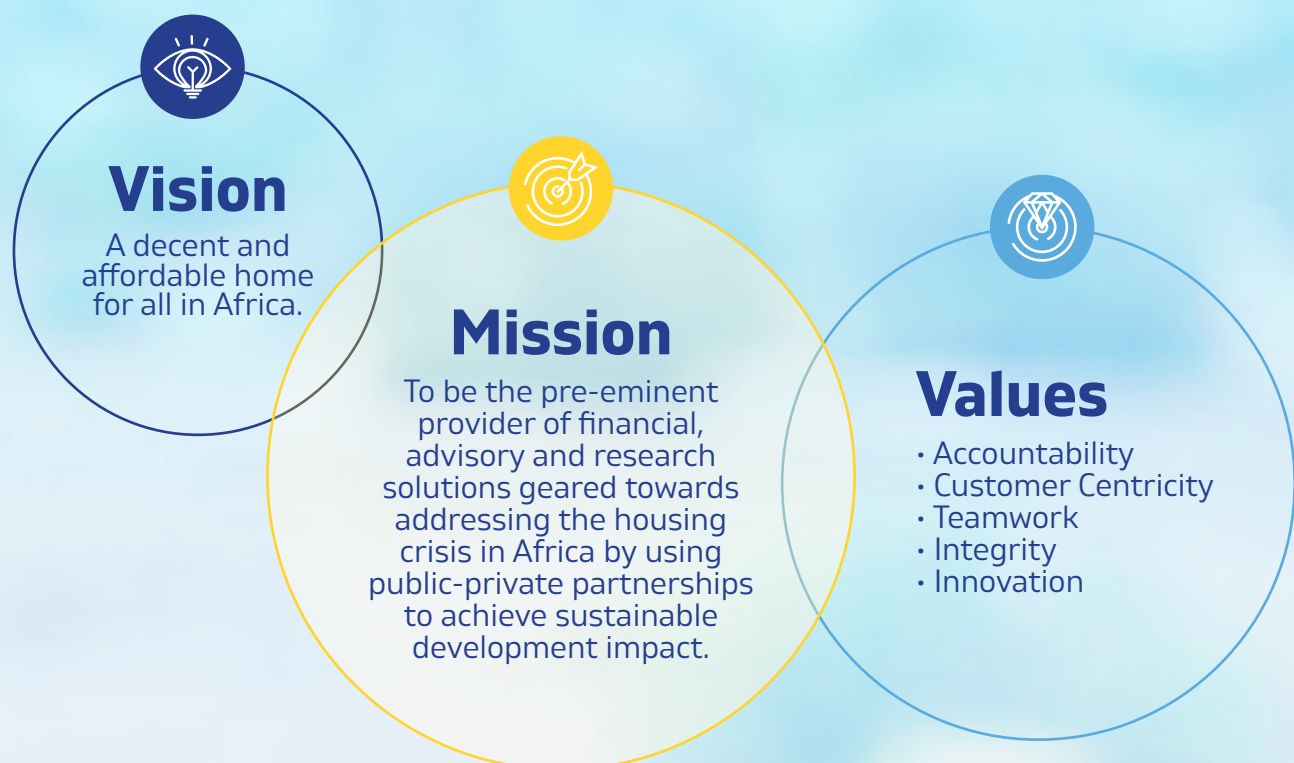 Vision
A decent and
affordable home
for all in Africa.
Mission
To be the pre-eminent
provider of financial,
advisory and research
solutions geared towards
addressing the housing
crisis in Africa by using
public-private partnerships
to achieve sustainable
development impact.
Values
· Accountability
· Customer Centricity
· Teamwork
· Integrity
· Innovation